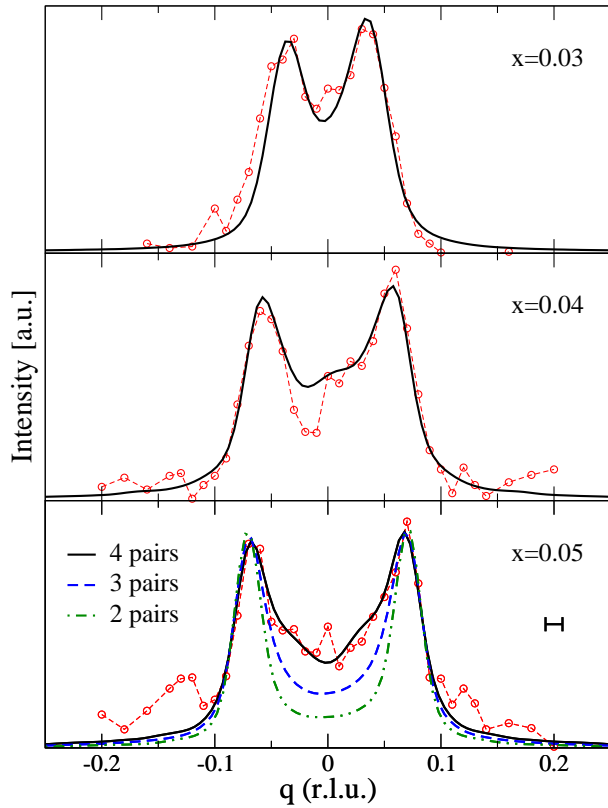 x=0.03
x=0.04
Intensity [a.u.]
4 pairs
3 pairs
2 pairs
x=0.05
-0.2 -0.1 0 0.1 0.2
q (r.l.u.)